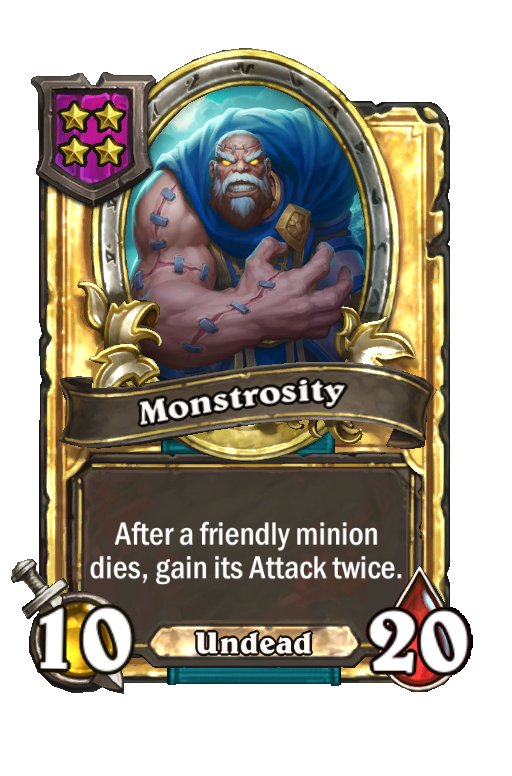 Monstrosity
After a friendly minion
dies, gain its Attack twice.
10
Undead
20